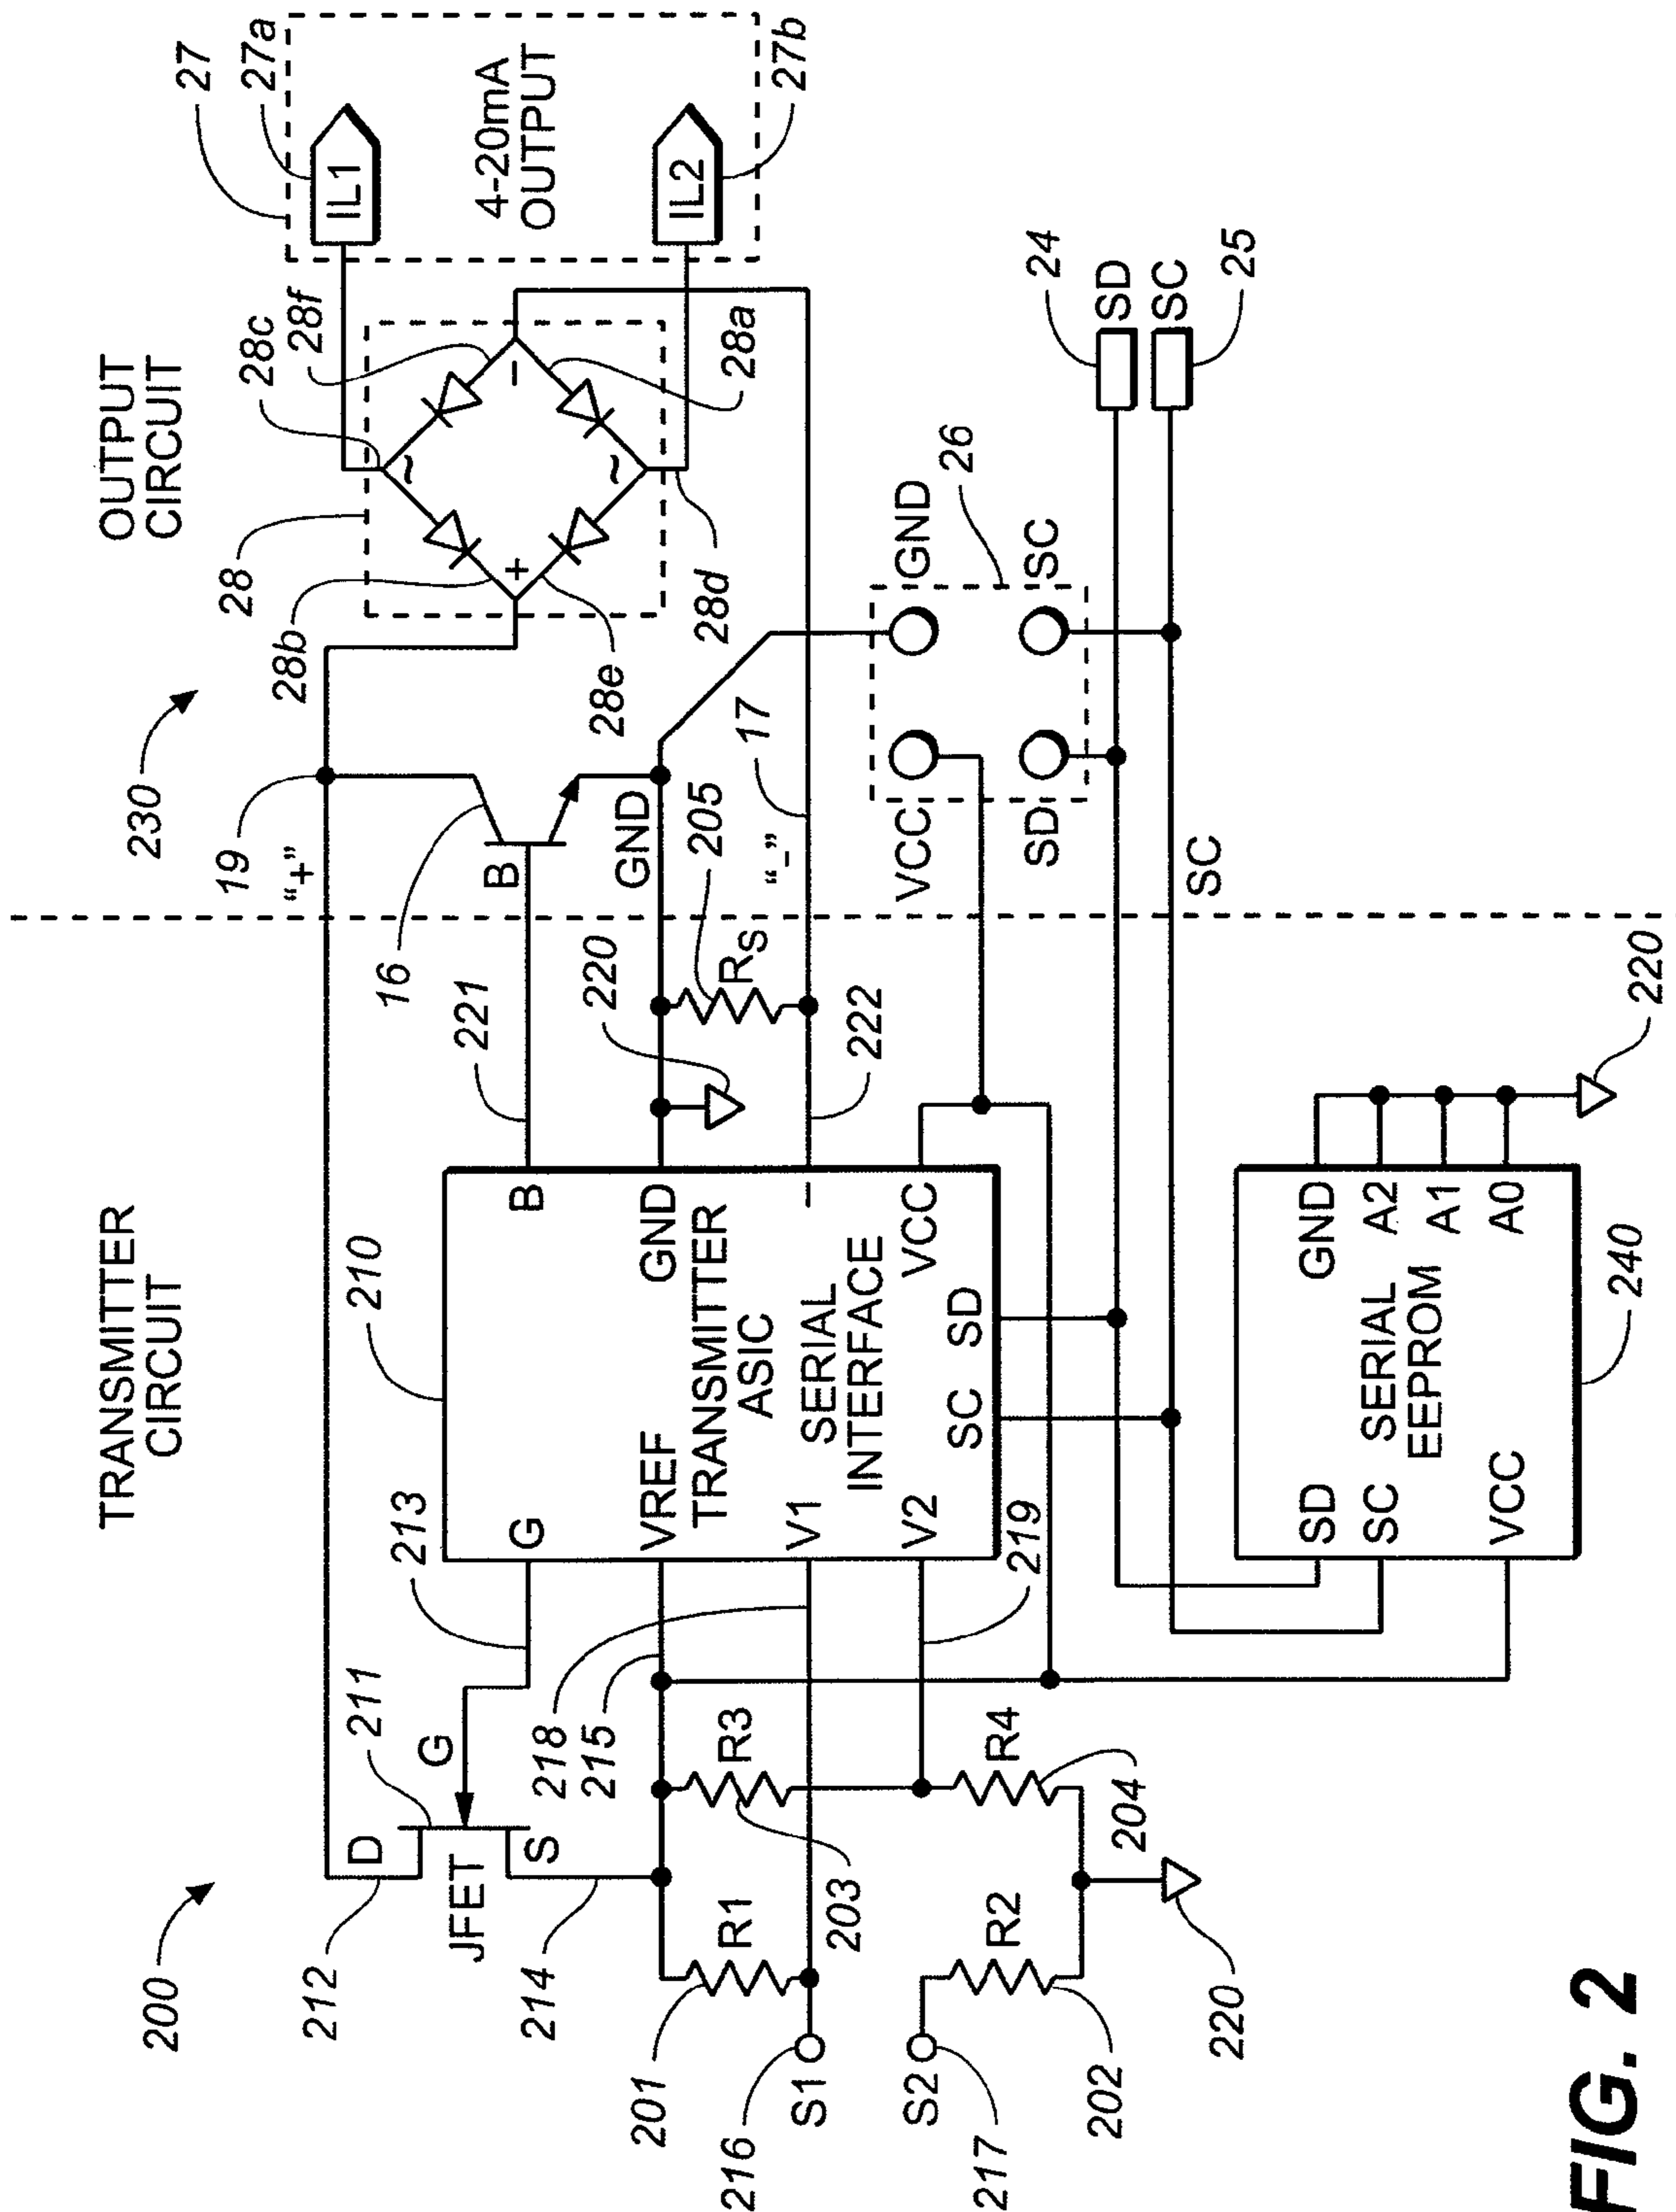 TRANSMITTER
CIRCUIT
OUTPUT
CIRCUIT
200
230
27
27a
27b
IL1
4-20mA
OUTPUT
IL2
28
28c
28f
28b
28e
28d
28a
~
~
+
−
19
"+"
212
D
211
G
213
JFET
S
214
210
G
B
VREF
GND
TRANSMITTER
ASIC
V1
−
SERIAL
INTERFACE
V2
VCC
SC
SD
221
16
B
GND
205
RS
220
17
"-"
222
218
215
219
201
R1
203
R3
216
S1
S2
217
202
R2
204
R4
220
VCC
GND
26
SD
SC
24
SD
SC
25
SC
SD
SC
VCC
SERIAL
EEPROM
GND
A2
A1
A0
240
220
FIG. 2